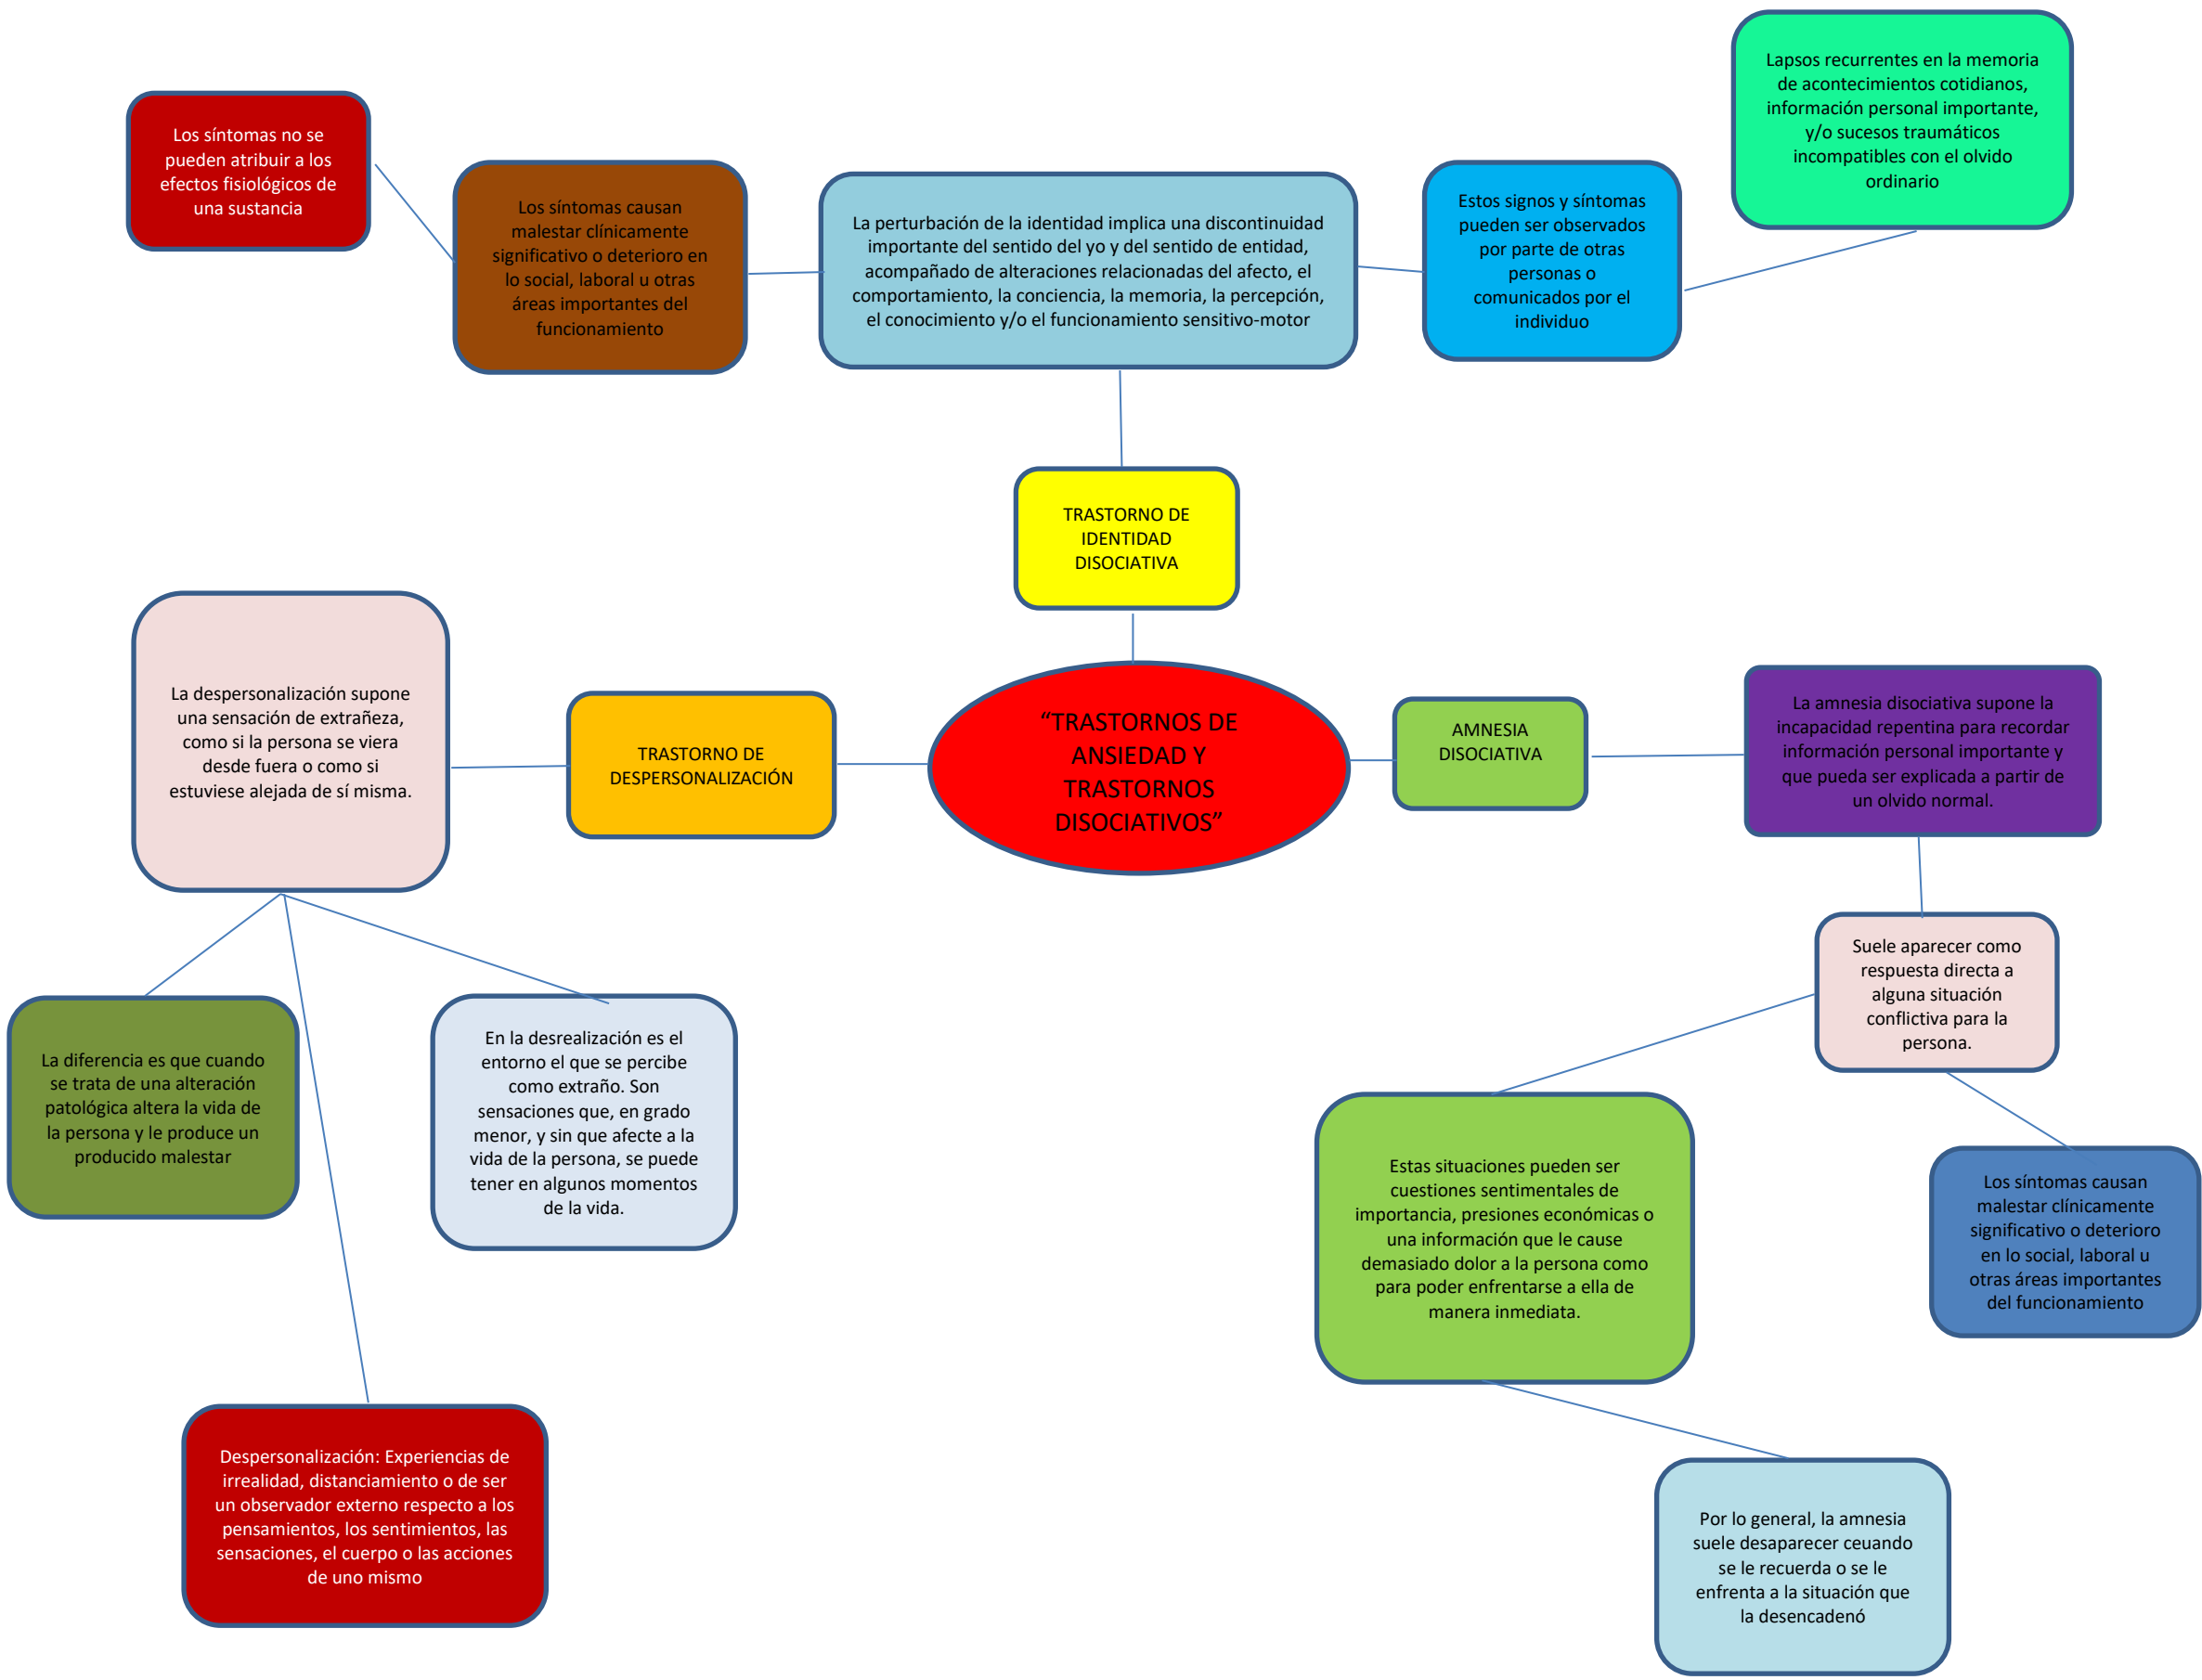 Lapsos recurrentes en la memoria
de acontecimientos cotidianos,
información personal importante,
y/o sucesos traumáticos
incompatibles con el olvido
ordinario
Los síntomas no se
pueden atribuir a los
efectos fisiológicos de
una sustancia
Los síntomas causan
malestar clínicamente
significativo o deterioro en
lo social, laboral u otras
áreas importantes del
funcionamiento
La perturbación de la identidad implica una discontinuidad
importante del sentido del yo y del sentido de entidad,
acompañado de alteraciones relacionadas del afecto, el
comportamiento, la conciencia, la memoria, la percepción,
el conocimiento y/o el funcionamiento sensitivo-motor
Estos signos y síntomas
pueden ser observados
por parte de otras
personas o
comunicados por el
individuo
TRASTORNO DE
IDENTIDAD
DISOCIATIVA
La despersonalización supone
una sensación de extrañeza,
como si la persona se viera
desde fuera o como si
estuviese alejada de sí misma.
TRASTORNO DE
DESPERSONALIZACIÓN
“TRASTORNOS DE
ANSIEDAD Y
TRASTORNOS
DISOCIATIVOS”
AMNESIA
DISOCIATIVA
La amnesia disociativa supone la
incapacidad repentina para recordar
información personal importante y
que pueda ser explicada a partir de
un olvido normal.
Suele aparecer como
respuesta directa a
alguna situación
conflictiva para la
persona.
La diferencia es que cuando
se trata de una alteración
patológica altera la vida de
la persona y le produce un
producido malestar
En la desrealización es el
entorno el que se percibe
como extraño. Son
sensaciones que, en grado
menor, y sin que afecte a la
vida de la persona, se puede
tener en algunos momentos
de la vida.
Estas situaciones pueden ser
cuestiones sentimentales de
importancia, presiones económicas o
una información que le cause
demasiado dolor a la persona como
para poder enfrentarse a ella de
manera inmediata.
Los síntomas causan
malestar clínicamente
significativo o deterioro
en lo social, laboral u
otras áreas importantes
del funcionamiento
Despersonalización: Experiencias de
irrealidad, distanciamiento o de ser
un observador externo respecto a los
pensamientos, los sentimientos, las
sensaciones, el cuerpo o las acciones
de uno mismo
Por lo general, la amnesia
suele desaparecer ceuando
se le recuerda o se le
enfrenta a la situación que
la desencadenó